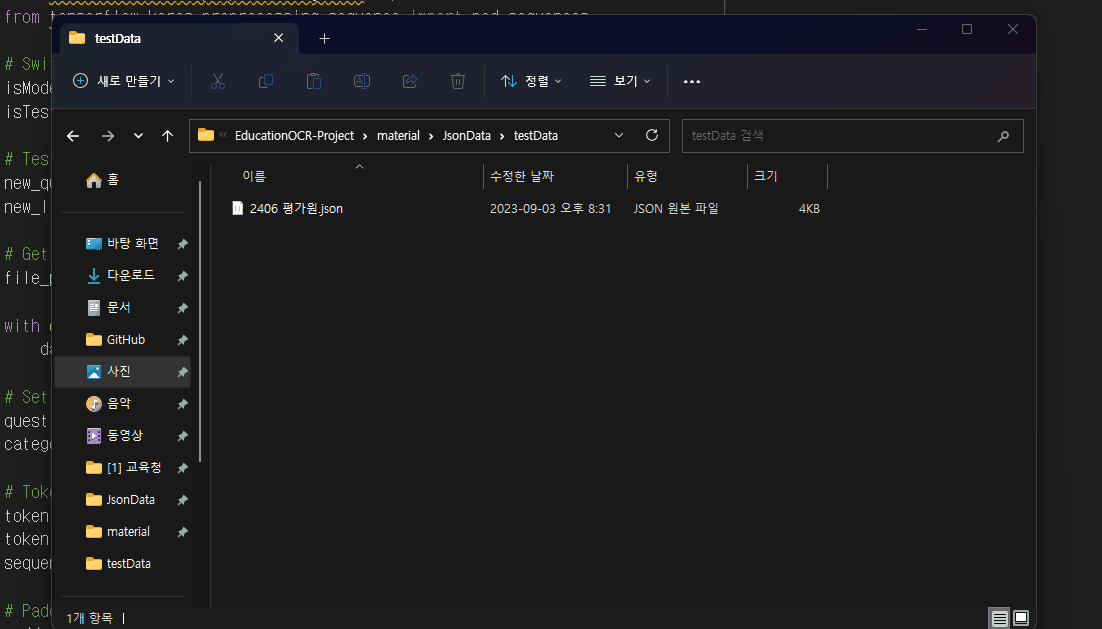 from tensorflow.keras.preprocessing.sequence import pad_sequences
testData
# Swi
새로 만들기
정렬
보기
isMode
isTes
EducationOCR-Project > material > JsonData > testData
testData 검색
# Tes
new_qu
new_l
홈
이름
수정한 날짜
유형
크기
2406 평가원.json
2023-09-03 오후 8:31
JSON 원본 파일
4KB
# Get
file_p
with
da
바탕 화면
다운로드
문서
GitHub
사진
음악
동영상
[1] 교육청
JsonData
material
testData
# Set
quest
catego
# Toke
token
token
sequen
# Pado
1개 항목